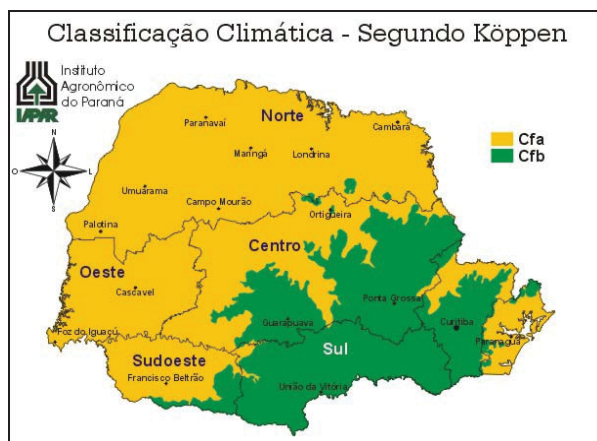 Classificação Climática - Segundo Köppen
Instituto
Agronômico
do Paraná
IAPAR
N
O
L
S
Norte
Paranavaí
Cambará
Maringá
Londrina
Cfa
Cfb
Umuarama
Campo Mourão
Ortigueira
Palotina
Centro
Oeste
Cascavel
Ponta Grossa
Guarapuava
Curitiba
Foz do Iguaçú
Paranaguá
Sudoeste
Sul
Francisco Beltrão
União da Vitória